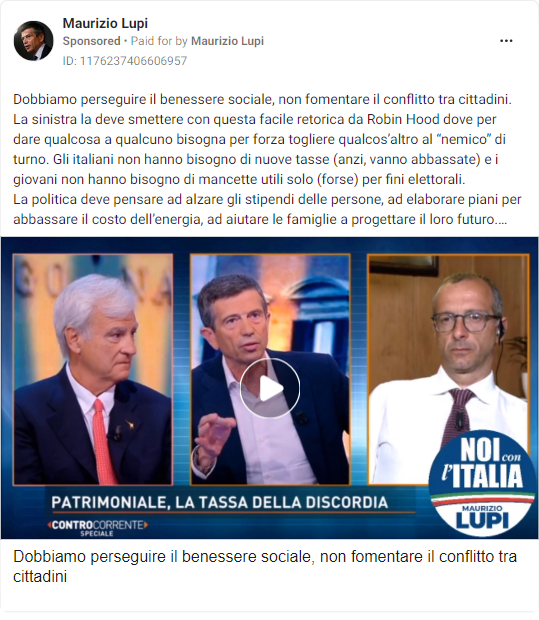 Maurizio Lupi
Sponsored • Paid for by Maurizio Lupi
ID: 1176237406606957
Dobbiamo perseguire il benessere sociale, non fomentare il conflitto tra cittadini.
La sinistra la deve smettere con questa facile retorica da Robin Hood dove per
dare qualcosa a qualcuno bisogna per forza togliere qualcos’altro al “nemico” di
turno. Gli italiani non hanno bisogno di nuove tasse (anzi, vanno abbassate) e i
giovani non hanno bisogno di mancette utili solo (forse) per fini elettorali.
La politica deve pensare ad alzare gli stipendi delle persone, ad elaborare piani per
abbassare il costo dell’energia, ad aiutare le famiglie a progettare il loro futuro....
PATRIMONIALE, LA TASSA DELLA DISCORDIA
CONTROCORRENTE
SPECIALE
NOI con
l’ITALIA
MAURIZIO
LUPI
Dobbiamo perseguire il benessere sociale, non fomentare il conflitto tra
cittadini